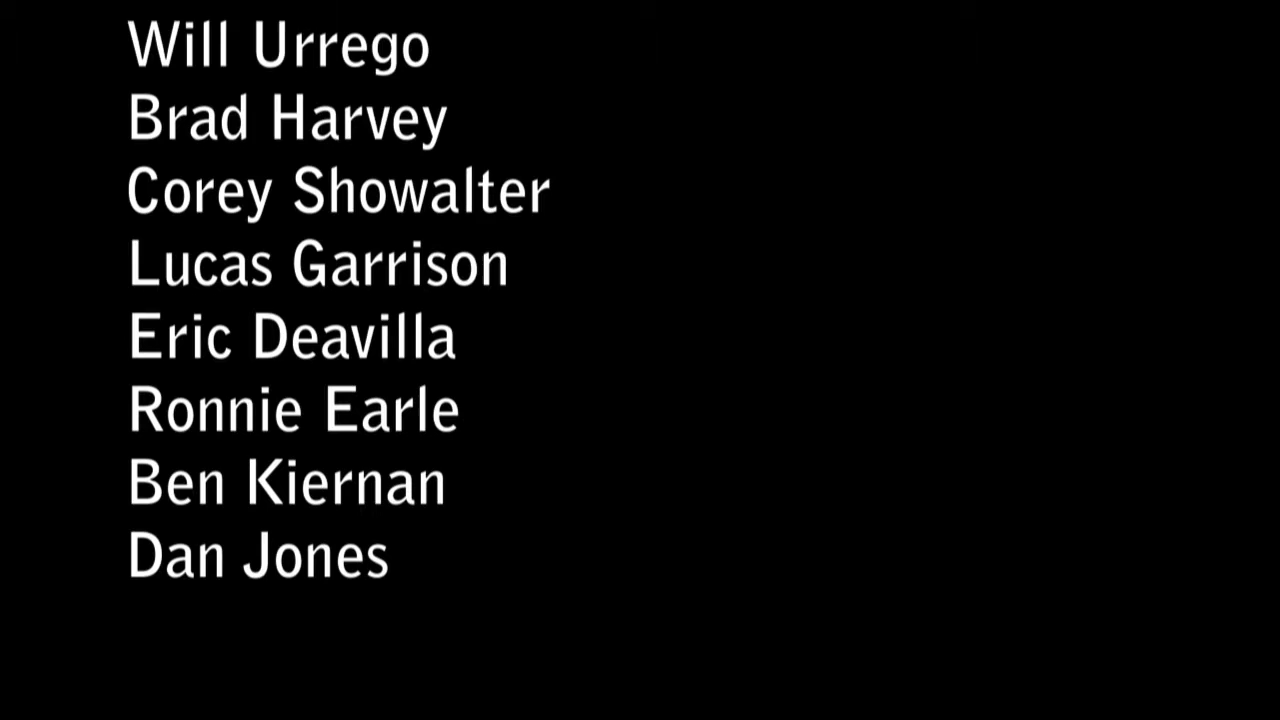 Will Urrego
Brad Harvey
Corey Showalter
Lucas Garrison
Eric Deavilla
Ronnie Earle
Ben Kiernan
Dan Jones